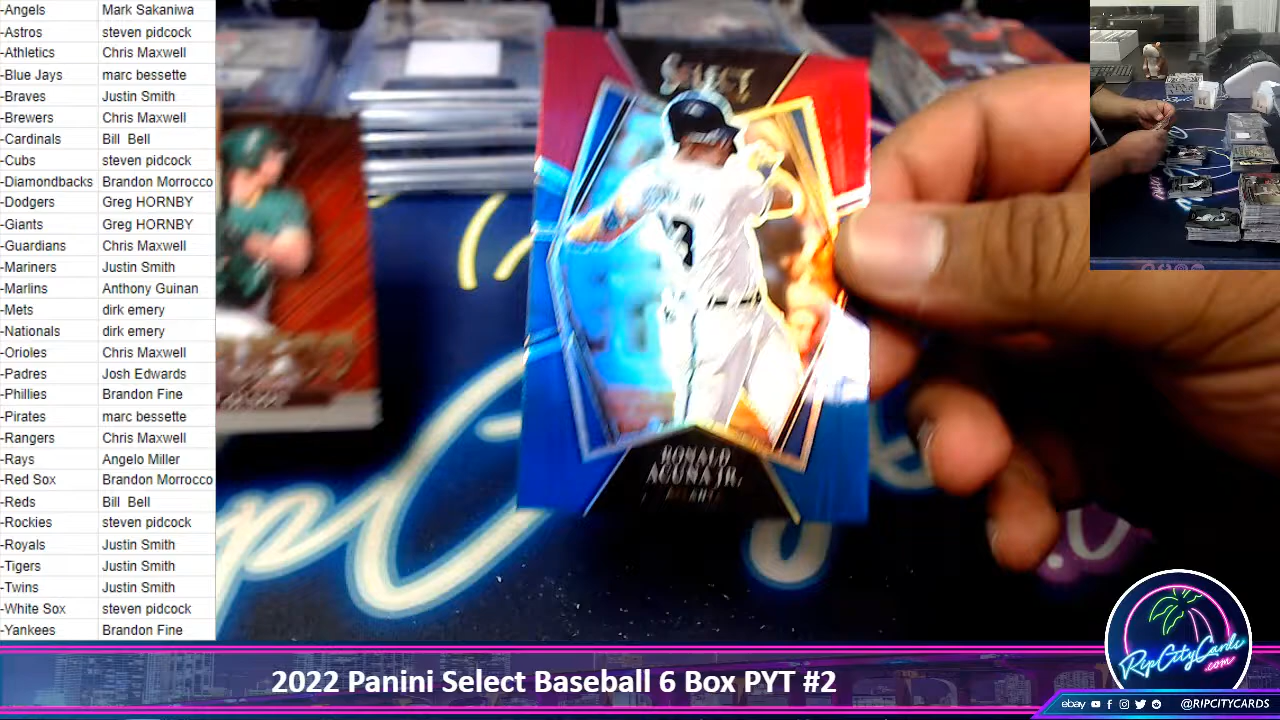 -Angels Mark Sakaniwa
-Astros steven pidcock
-Athletics Chris Maxwell
-Blue Jays marc bessette
-Braves Justin Smith
-Brewers Chris Maxwell
-Cardinals Bill Bell
-Cubs steven pidcock
-Diamondbacks Brandon Morrocco
-Dodgers Greg HORNBY
-Giants Greg HORNBY
-Guardians Chris Maxwell
-Mariners Justin Smith
-Marlins Anthony Guinan
-Mets dirk emery
-Nationals dirk emery
-Orioles Chris Maxwell
-Padres Josh Edwards
-Phillies Brandon Fine
-Pirates marc bessette
-Rangers Chris Maxwell
-Rays Angelo Miller
-Red Sox Brandon Morrocco
-Reds Bill Bell
-Rockies steven pidcock
-Royals Justin Smith
-Tigers Justin Smith
-Twins Justin Smith
-White Sox steven pidcock
-Yankees Brandon Fine
SELECT
RONALD
ACUNA JR.
RipCityCards
.com
2022 Panini Select Baseball 6 Box PYT #2
ebay @RIPCITYCARDS